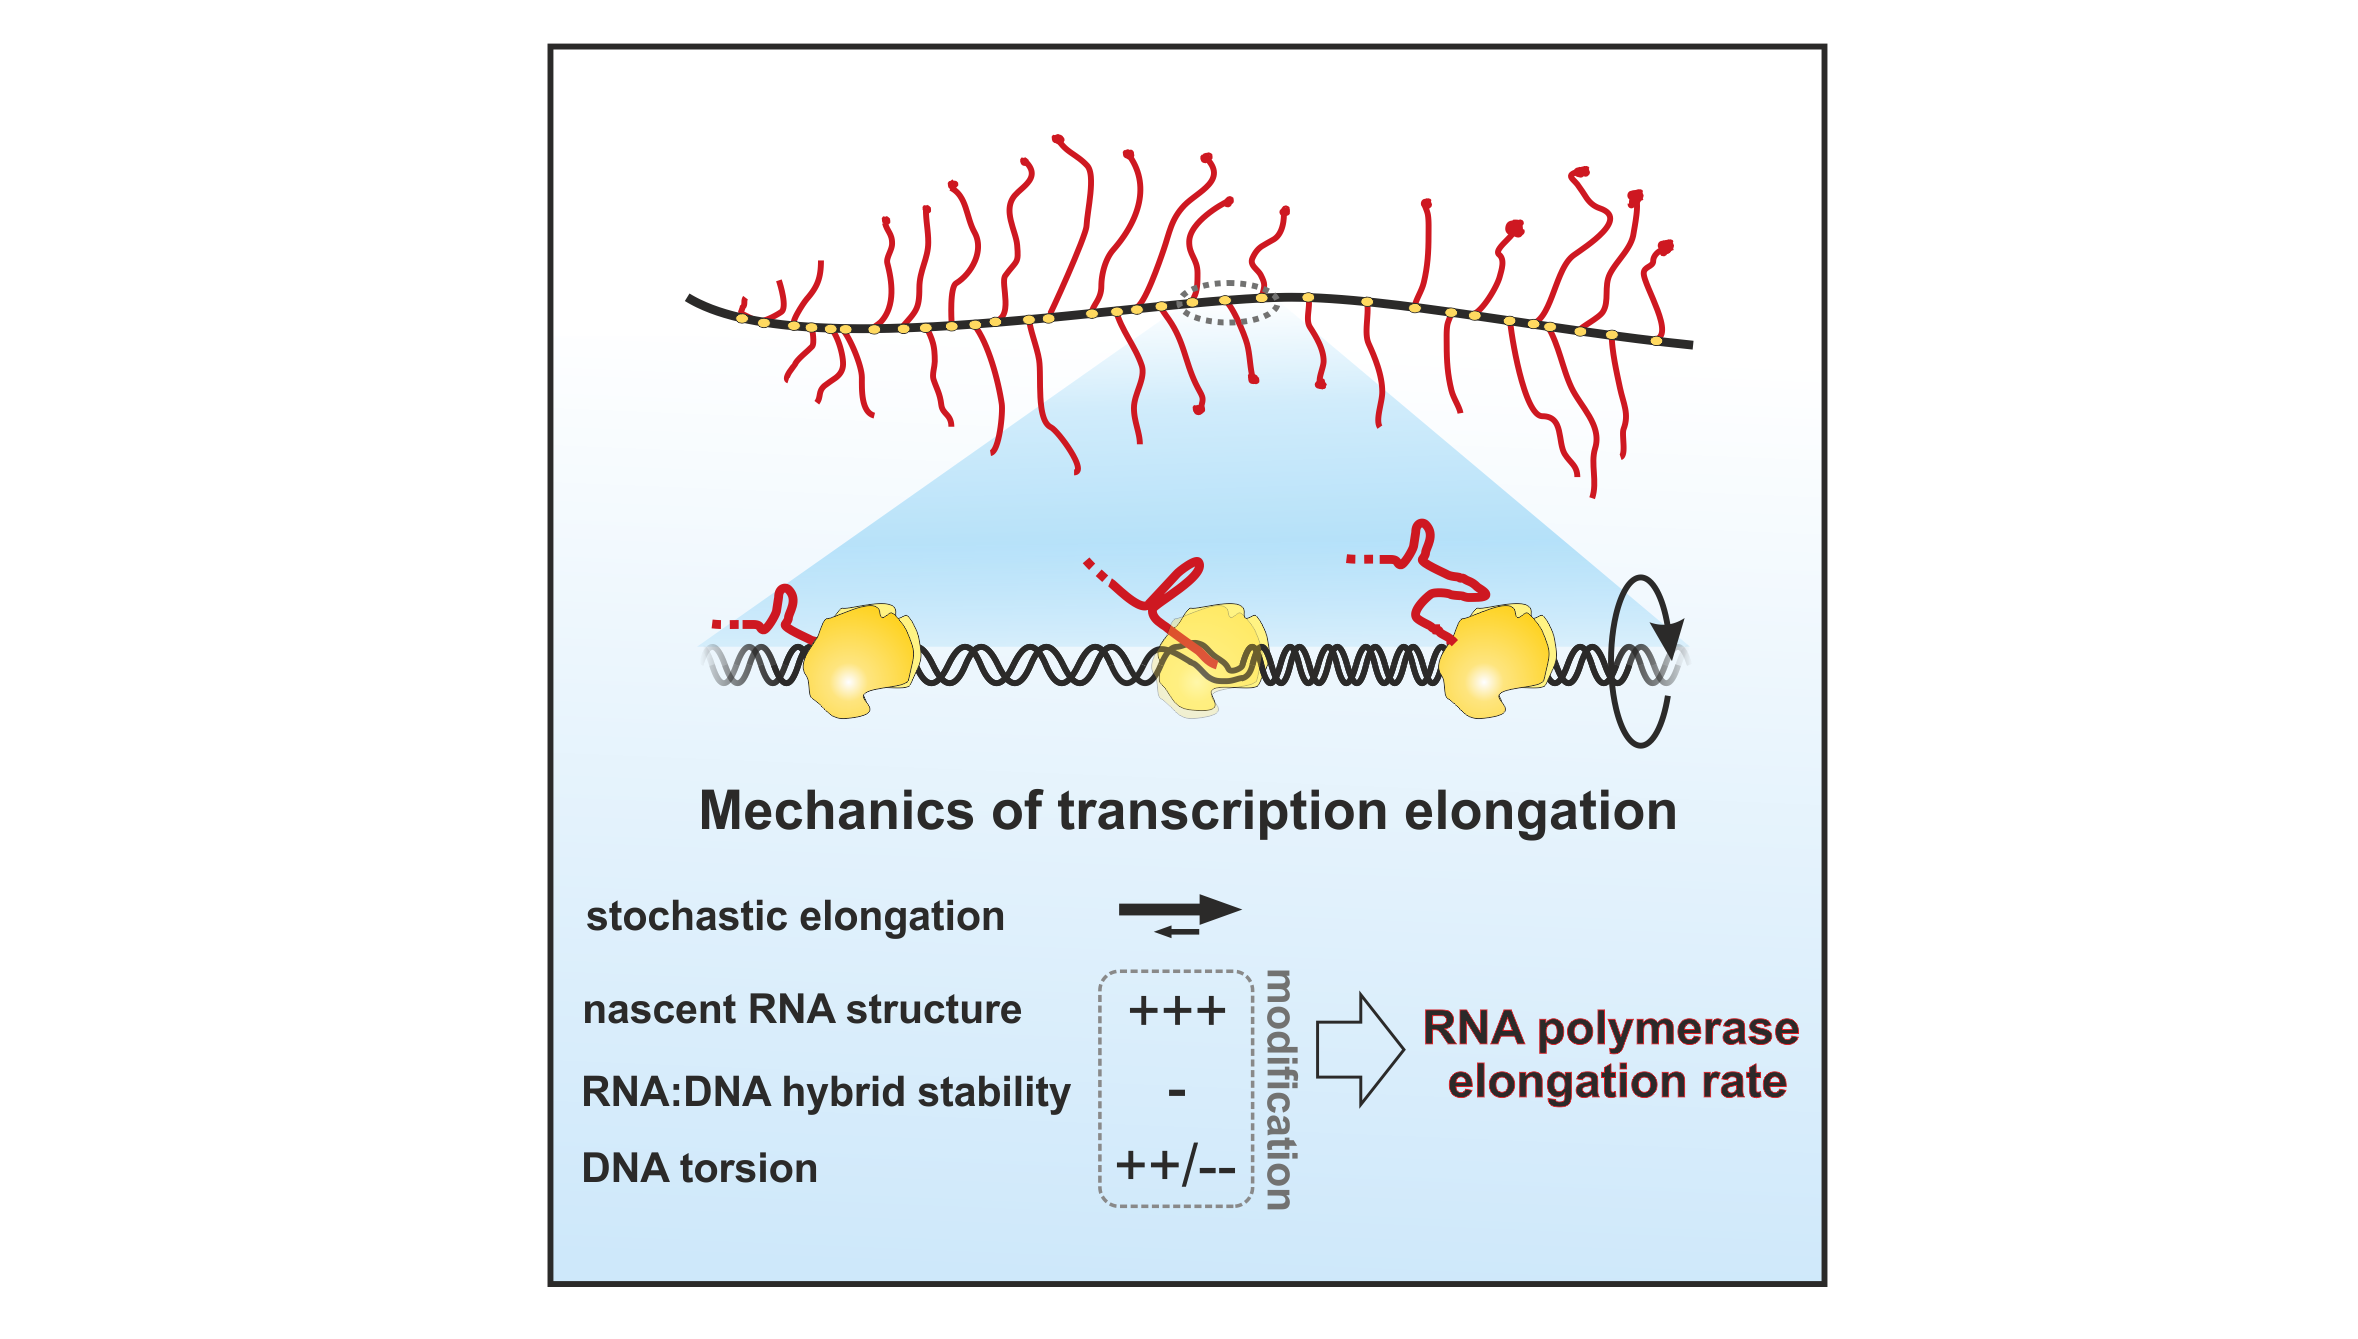 Mechanics of transcription elongation
stochastic elongation
nascent RNA structure +++
RNA:DNA hybrid stability -
DNA torsion ++/--
modification
RNA polymerase
elongation rate